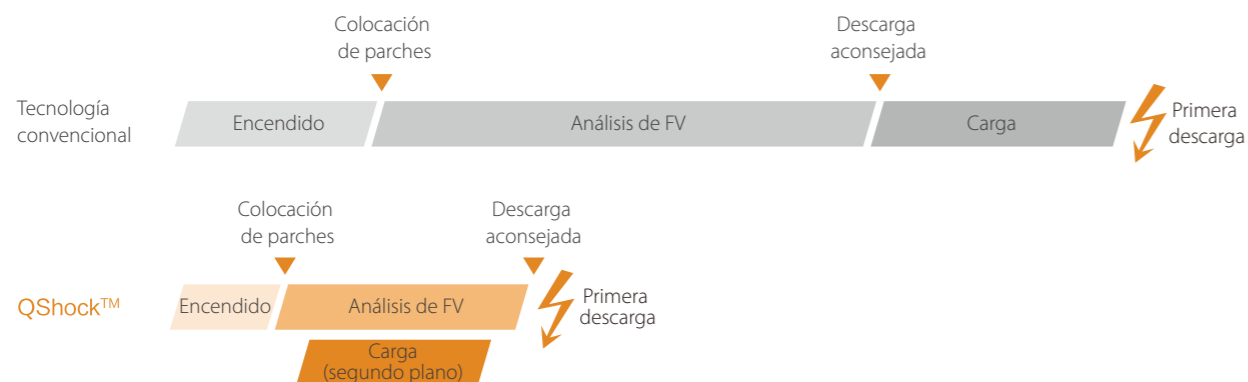 Colocación
de parches
Descarga
aconsejada
Tecnología
convencional
Encendido
Análisis de FV
Carga
Primera
descarga
Colocación
de parches
Descarga
aconsejada
QShock™
Encendido
Análisis de FV
Primera
descarga
Carga
(segundo plano)